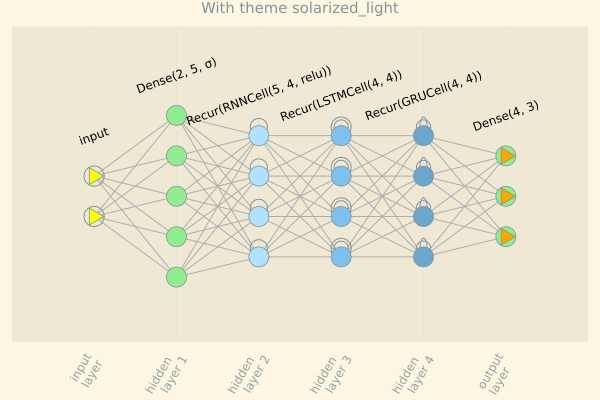 With theme solarized_light
input
Dense(2, 5, σ)
Recur(RNNCell(5, 4, relu))
Recur(LSTMCell(4, 4))
Recur(GRUCell(4, 4))
Dense(4, 3)
input
layer
hidden
layer 1
hidden
layer 2
hidden
layer 3
hidden
layer 4
output
layer